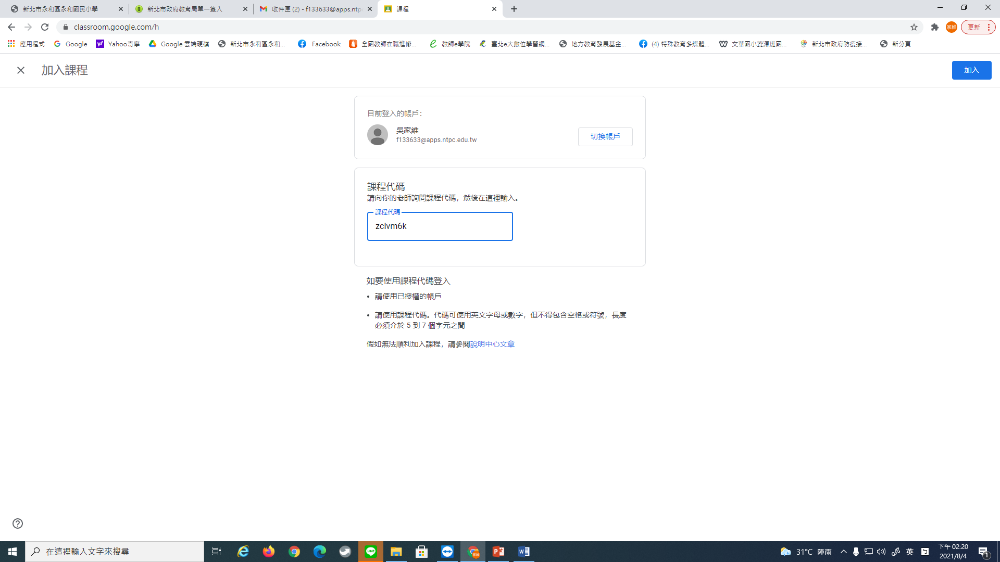 新北市永和區永和國民小學
新北市政府教育局單一簽入
收件匣 (2) - f133633@apps.ntpc
課程
classroom.google.com/h
家維
更新
應用程式
Google
Yahoo奇摩
Google 雲端硬碟
新北市永和區永和...
Facebook
全國教師在職進修...
教師e學院
臺北e大數位學習網...
地方教育發展基金...
(4) 特殊教育多媒體...
文華國小資源班國...
新北市政府防疫接...
新分頁
加入課程
加入
目前登入的帳戶：
吳家維
f133633@apps.ntpc.edu.tw
切換帳戶
課程代碼
請向你的老師詢問課程代碼，然後在這裡輸入。
課程代碼
zclvm6k
如要使用課程代碼登入
• 請使用已授權的帳戶
• 請使用課程代碼。代碼可使用英文字母或數字，但不得包含空格或符號，長度
必須介於 5 到 7 個字元之間
假如無法順利加入課程，請參閱說明中心文章
在這裡輸入文字來搜尋
LINE
家維
31°C 陣雨
英
下午 02:20
2021/8/4
1